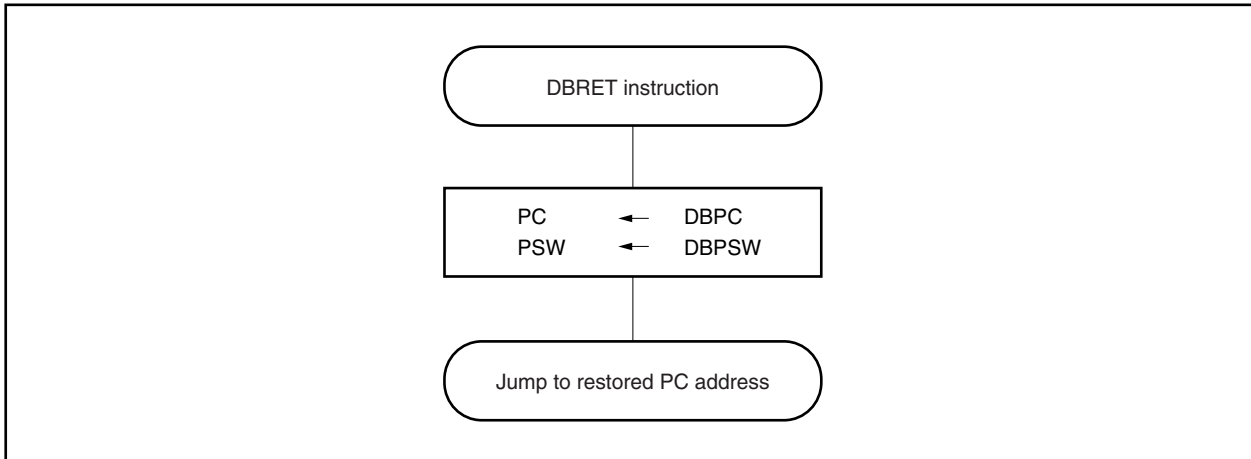 DBRET instruction
PC ← DBPC
PSW ← DBPSW
Jump to restored PC address